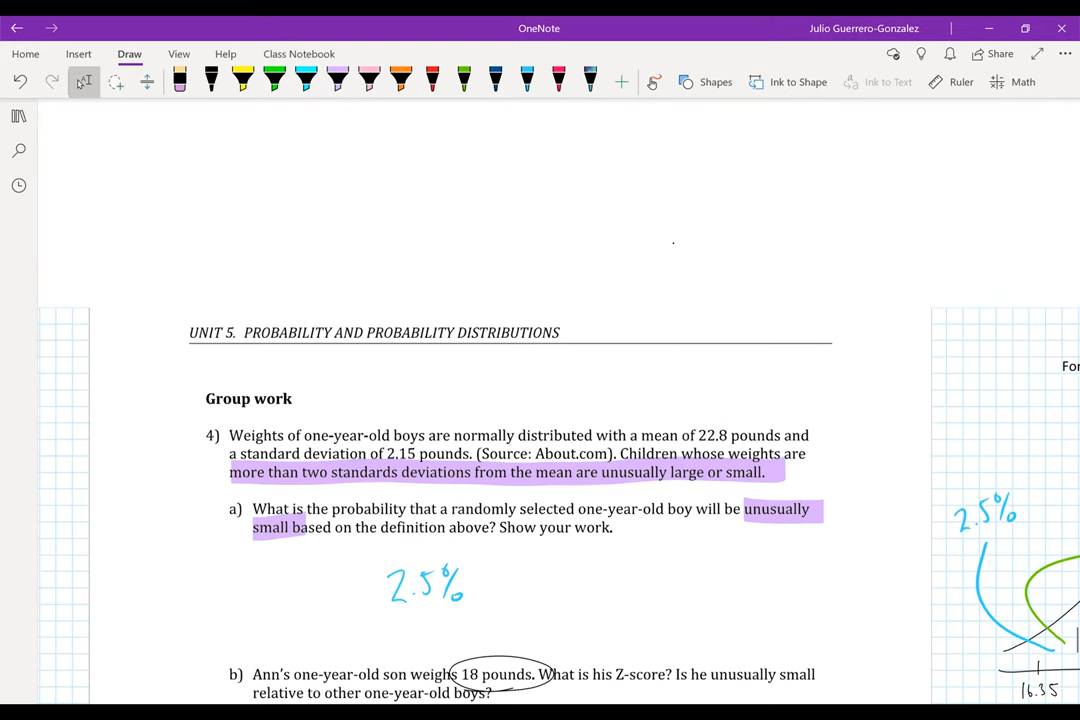 OneNote
Julio Guerrero-Gonzalez
Home Insert Draw View Help Class Notebook
Share
Shapes Ink to Shape Ink to Text Ruler Math
UNIT 5. PROBABILITY AND PROBABILITY DISTRIBUTIONS
Group work
4) Weights of one-year-old boys are normally distributed with a mean of 22.8 pounds and
a standard deviation of 2.15 pounds. (Source: About.com). Children whose weights are
more than two standards deviations from the mean are unusually large or small.
a) What is the probability that a randomly selected one-year-old boy will be unusually
small based on the definition above? Show your work.
2.5%
b) Ann's one-year-old son weighs 18 pounds. What is his Z-score? Is he unusually small
relative to other one-year-old boys?
For
2.5%
16.35